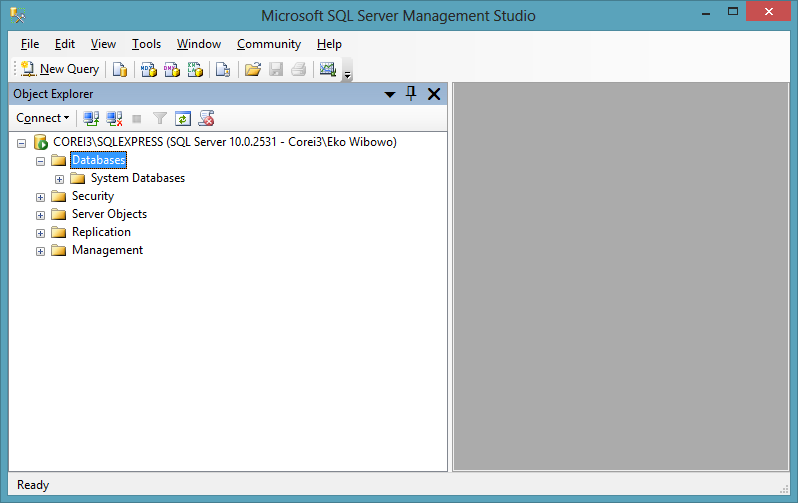 Microsoft SQL Server Management Studio
File Edit View Tools Window Community Help
New Query
Object Explorer
Connect
COREI3\SQLEXPRESS (SQL Server 10.0.2531 - Corei3\Eko Wibowo)
Databases
System Databases
Security
Server Objects
Replication
Management
Ready